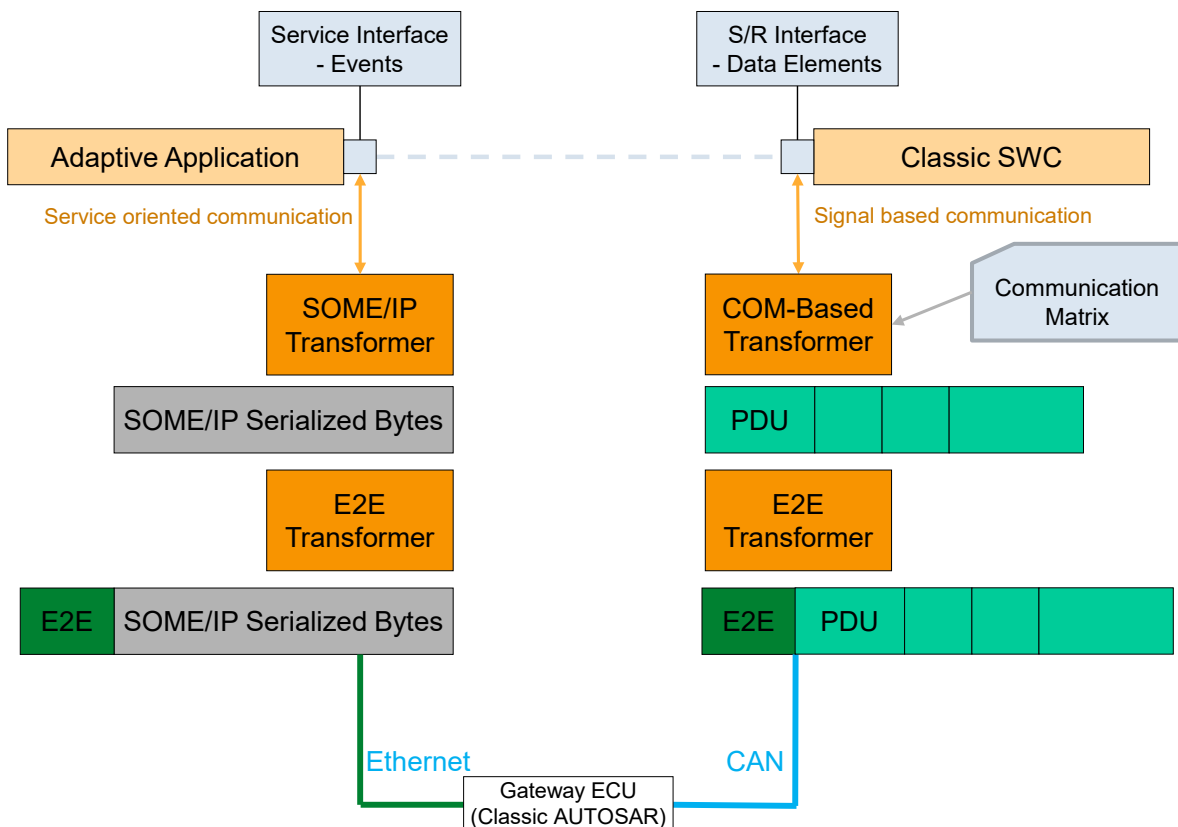 Service Interface
- Events
S/R Interface
- Data Elements
Adaptive Application
Classic SWC
Service oriented communication
Signal based communication
SOME/IP
Transformer
COM-Based
Transformer
Communication
Matrix
SOME/IP Serialized Bytes
PDU
E2E
Transformer
E2E
Transformer
E2E
SOME/IP Serialized Bytes
E2E
PDU
Ethernet
CAN
Gateway ECU
(Classic AUTOSAR)